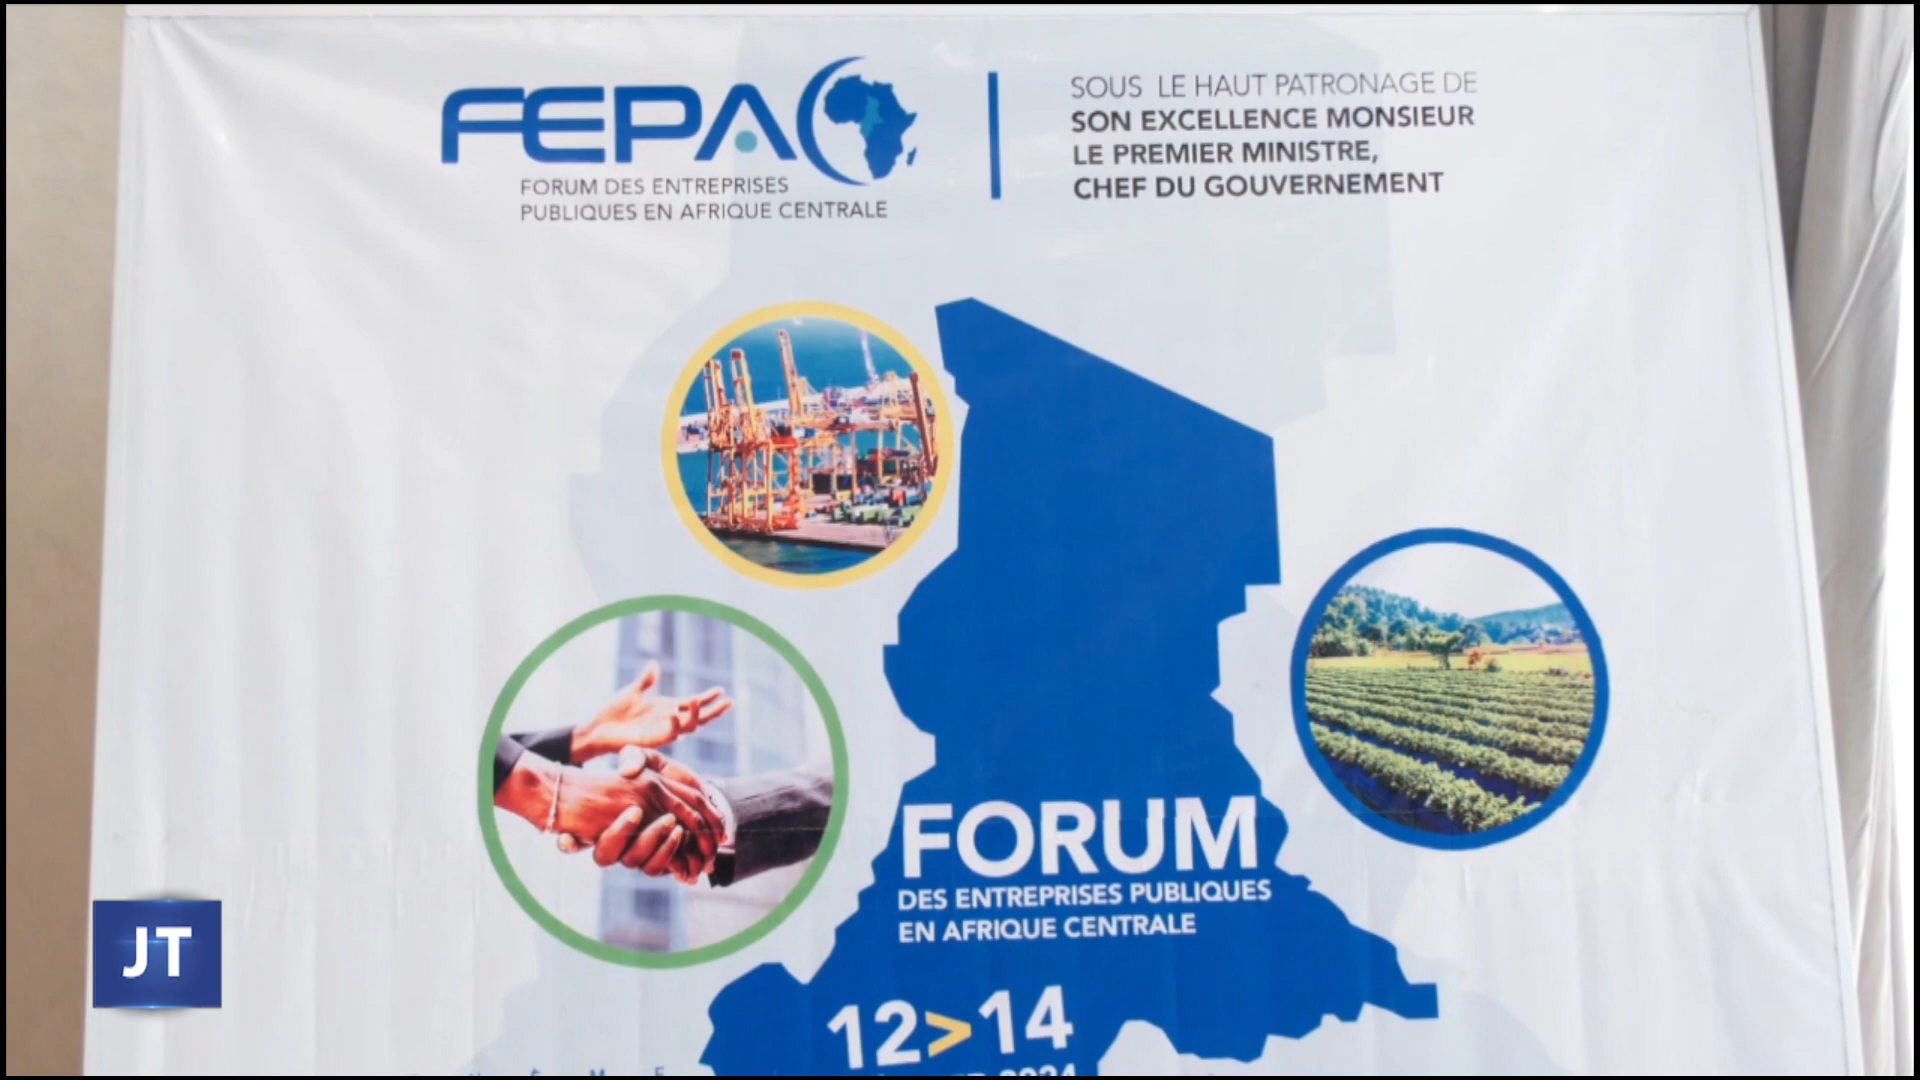 FEPAC
FORUM DES ENTREPRISES
PUBLIQUES EN AFRIQUE CENTRALE
SOUS LE HAUT PATRONAGE DE
SON EXCELLENCE MONSIEUR
LE PREMIER MINISTRE,
CHEF DU GOUVERNEMENT
FORUM
DES ENTREPRISES PUBLIQUES
EN AFRIQUE CENTRALE
12>14
2024
JT